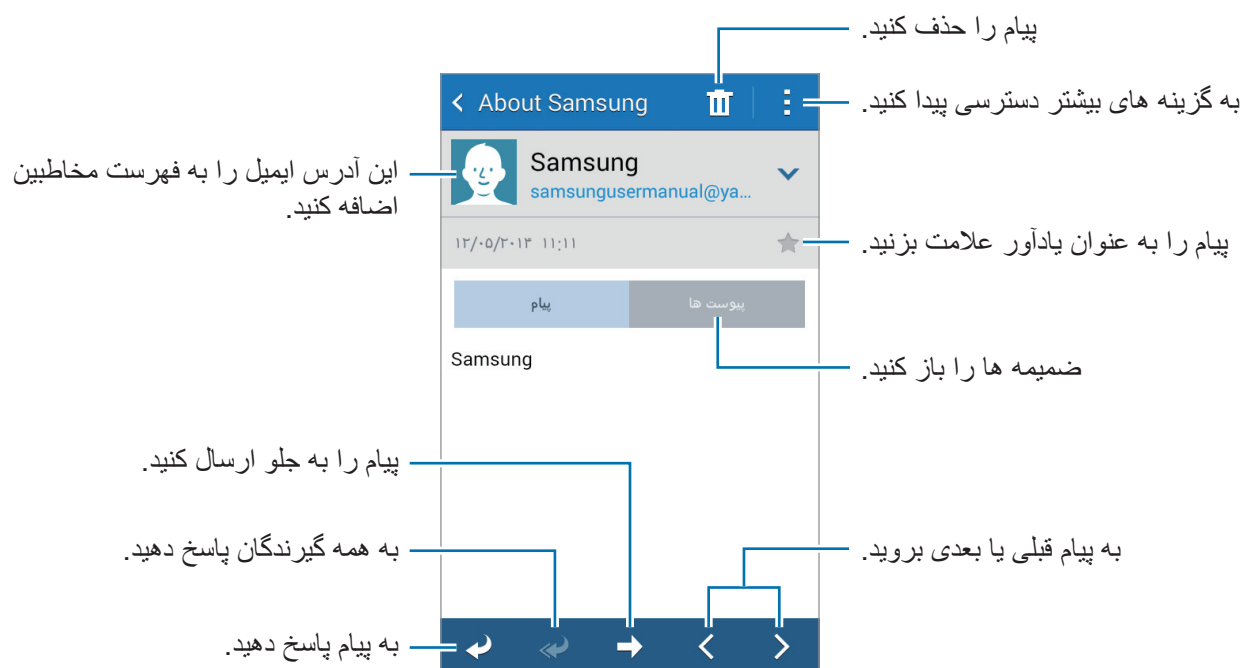 پیام را حذف کنید.
About Samsung
به گزینه های بیشتر دسترسی پیدا کنید.
Samsung
samsungusermanual@ya...
این آدرس ایمیل را به فهرست مخاطبین
اضافه کنید.
۱۲/۰۵/۲۰۱۴ ۱۱:۱۱
پیام را به عنوان یادآور علامت بزنید.
پیام
پیوست ها
Samsung
ضمیمه ها را باز کنید.
پیام را به جلو ارسال کنید.
به همه گیرندگان پاسخ دهید.
به پیام قبلی یا بعدی بروید.
به پیام پاسخ دهید.